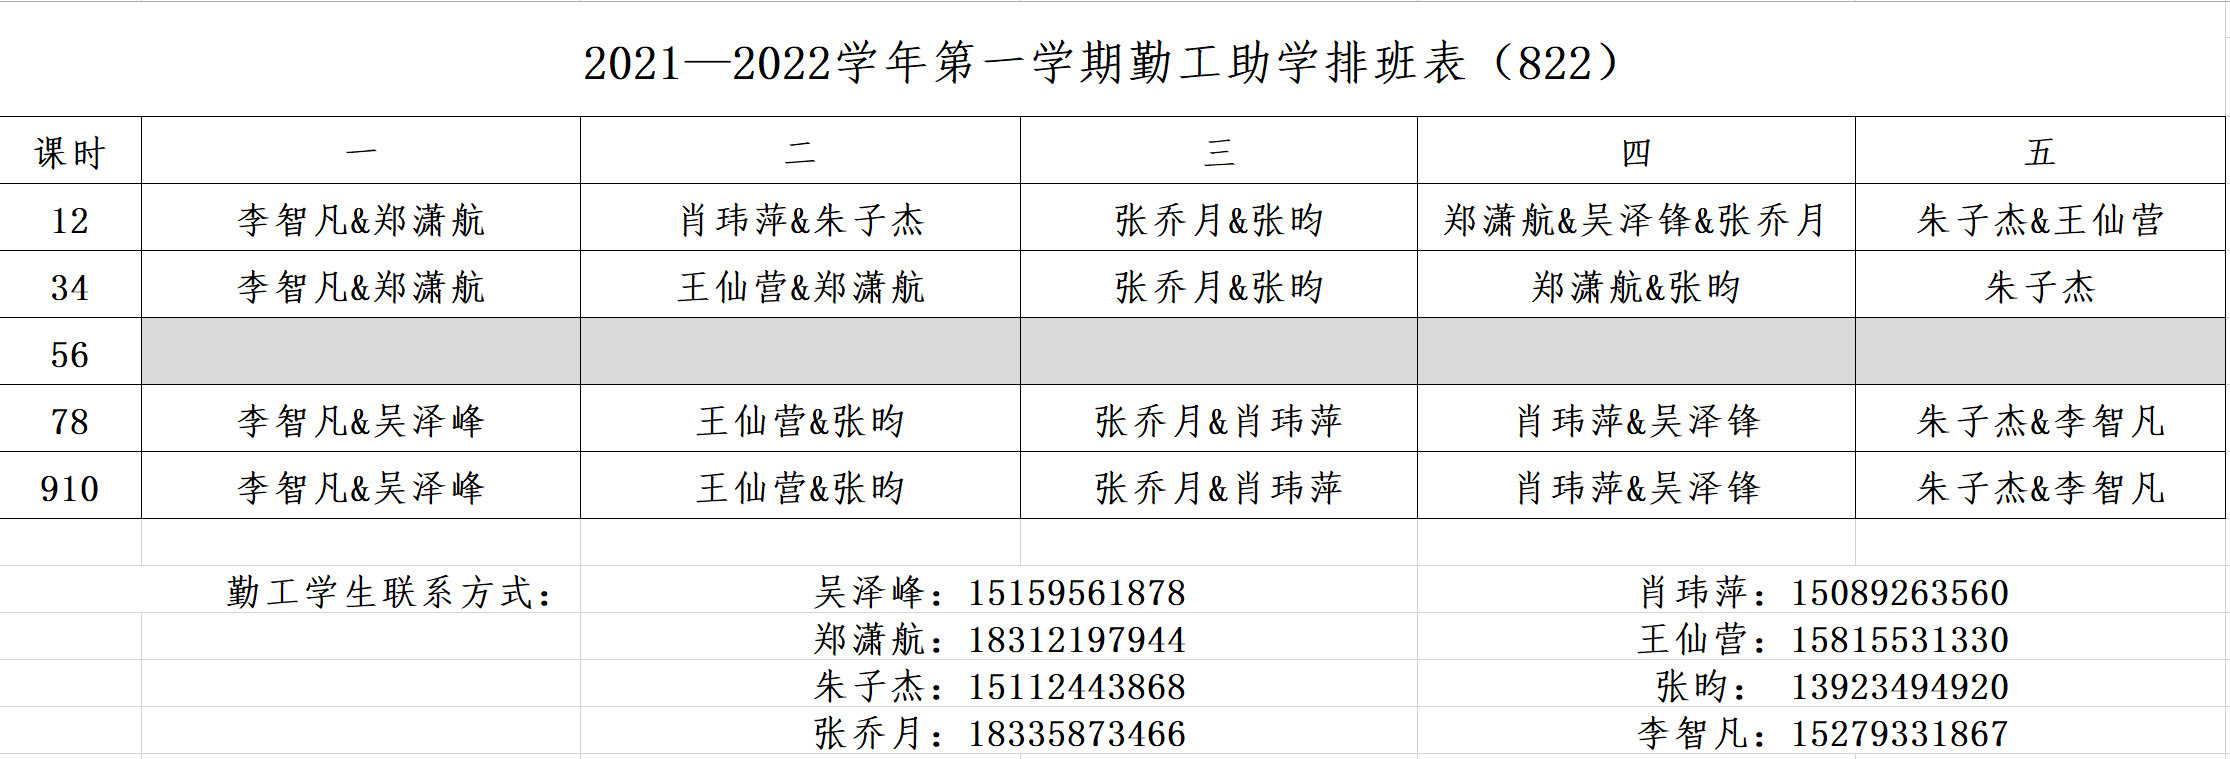 2021—2022学年第一学期勤工助学排班表（822）
课时 一 二 三 四 五
12 李智凡&郑潇航 肖玮萍&朱子杰 张乔月&张昀 郑潇航&吴泽锋&张乔月 朱子杰&王仙营
34 李智凡&郑潇航 王仙营&郑潇航 张乔月&张昀 郑潇航&张昀 朱子杰
56
78 李智凡&吴泽峰 王仙营&张昀 张乔月&肖玮萍 肖玮萍&吴泽锋 朱子杰&李智凡
910 李智凡&吴泽峰 王仙营&张昀 张乔月&肖玮萍 肖玮萍&吴泽锋 朱子杰&李智凡
勤工学生联系方式： 吴泽峰：15159561878 肖玮萍：15089263560
郑潇航：18312197944 王仙营：15815531330
朱子杰：15112443868 张昀： 13923494920
张乔月：18335873466 李智凡：15279331867